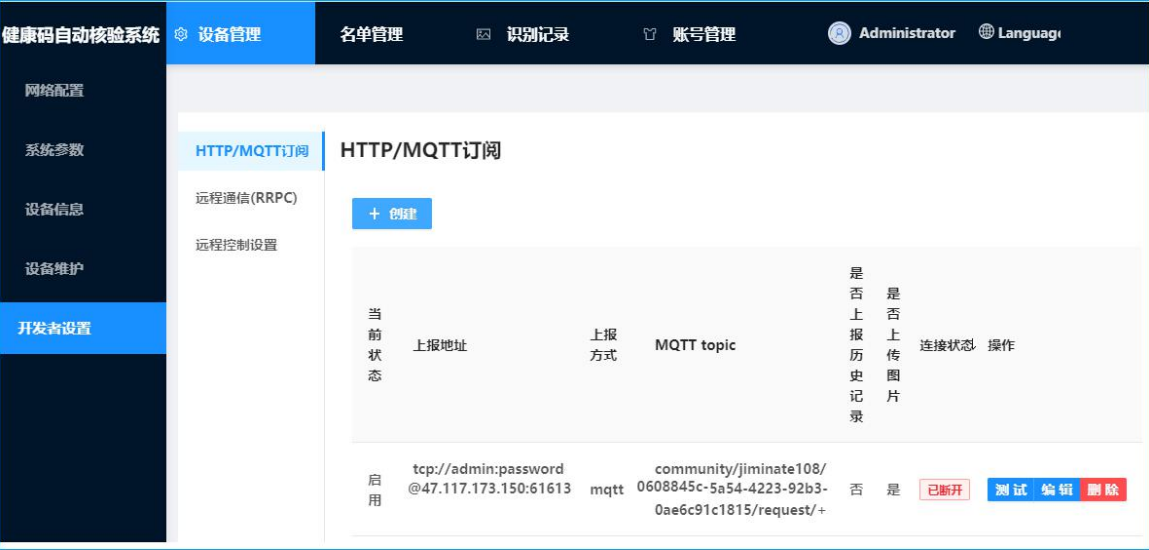 健康码自动核验系统 设备管理 名单管理 识别记录 账号管理 Administrator Language
网络配置
系统参数
设备信息
设备维护
开发者设置
HTTP/MQTT订阅
远程通信(RRPC)
远程控制设置
HTTP/MQTT订阅
+ 创建
当前状态
上报地址
上报
方式
MQTT topic
是否上报历史记录
是否上传图片
连接状态
操作
启用
tcp://admin:password
@47.117.173.150:61613
mqtt
community/jiminate108/
0608845c-5a54-4223-92b3-
0ae6c91c1815/request/+
否
是
已断开
测试 编辑 删除